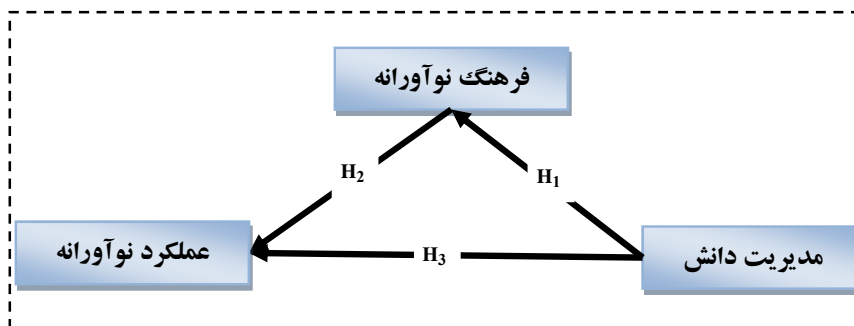 فرهنگ نوآورانه
H2
H1
عملکرد نوآورانه
H3
مدیریت دانش